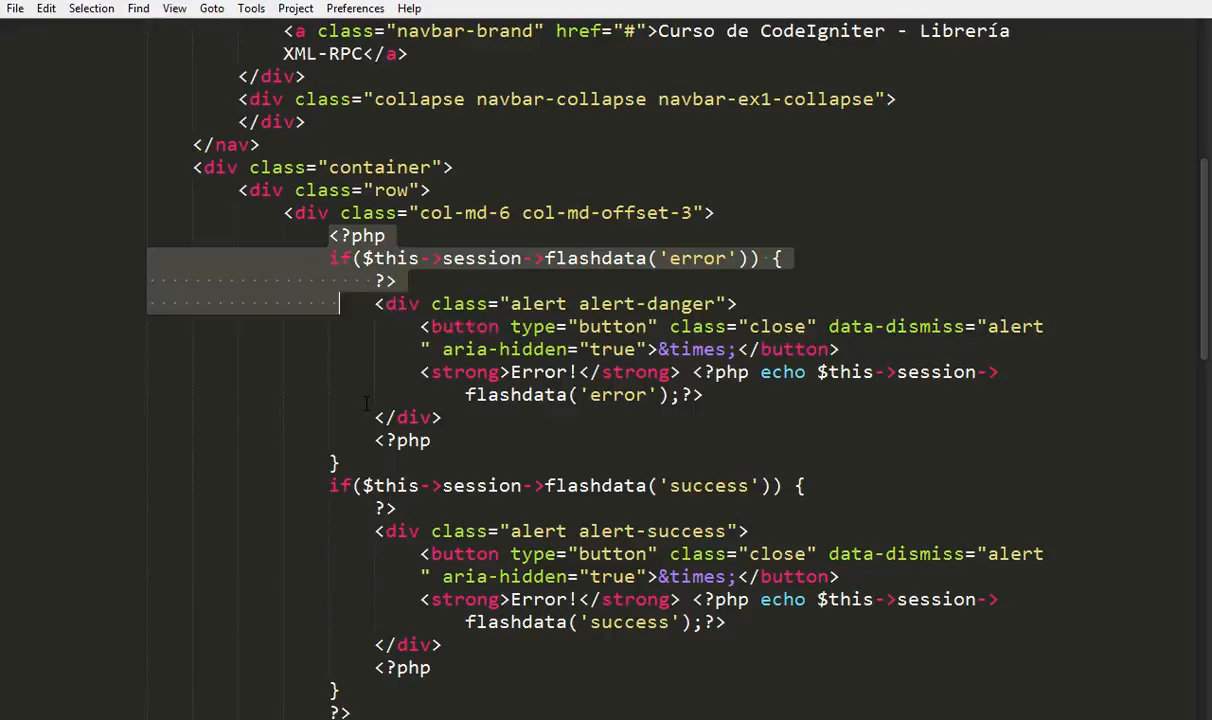 File Edit Selection Find View Goto Tools Project Preferences Help
<a class="navbar-brand" href="#">Curso de CodeIgniter - Librería
XML-RPC</a>
</div>
<div class="collapse navbar-collapse navbar-ex1-collapse">
</div>
</nav>
<div class="container">
<div class="row">
<div class="col-md-6 col-md-offset-3">
<?php
if($this->session->flashdata('error')) {
?>
<div class="alert alert-danger">
<button type="button" class="close" data-dismiss="alert
" aria-hidden="true">&times;</button>
<strong>Error!</strong> <?php echo $this->session->
flashdata('error');?>
</div>
<?php
}
if($this->session->flashdata('success')) {
?>
<div class="alert alert-success">
<button type="button" class="close" data-dismiss="alert
" aria-hidden="true">&times;</button>
<strong>Error!</strong> <?php echo $this->session->
flashdata('success');?>
</div>
<?php
}
?>